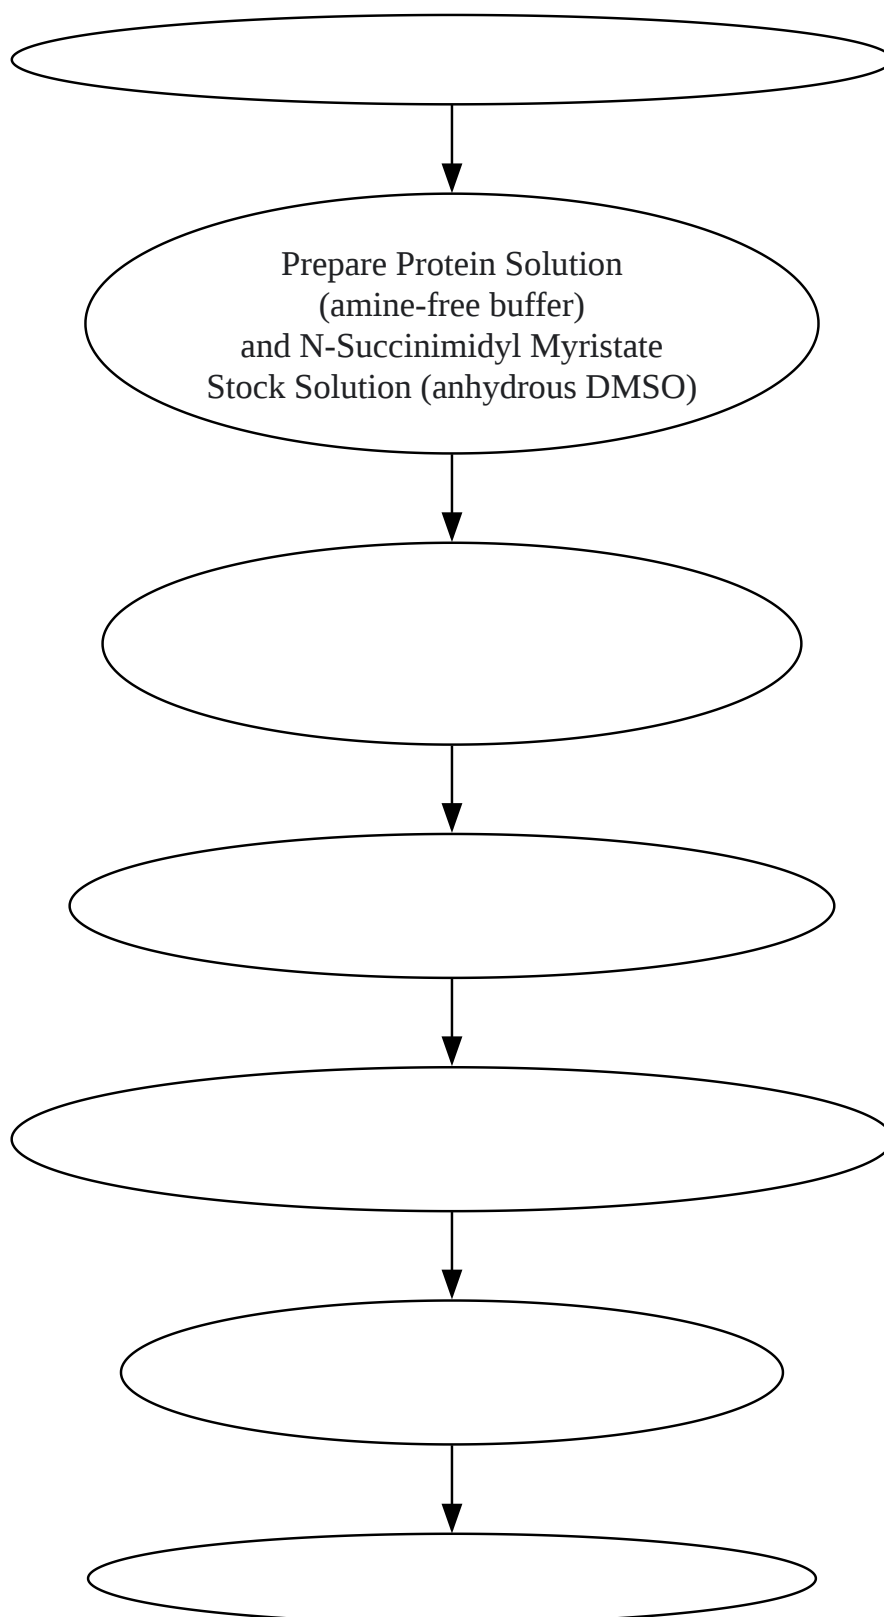 Prepare Protein Solution
(amine-free buffer)
and N-Succinimidyl Myristate
Stock Solution (anhydrous DMSO)